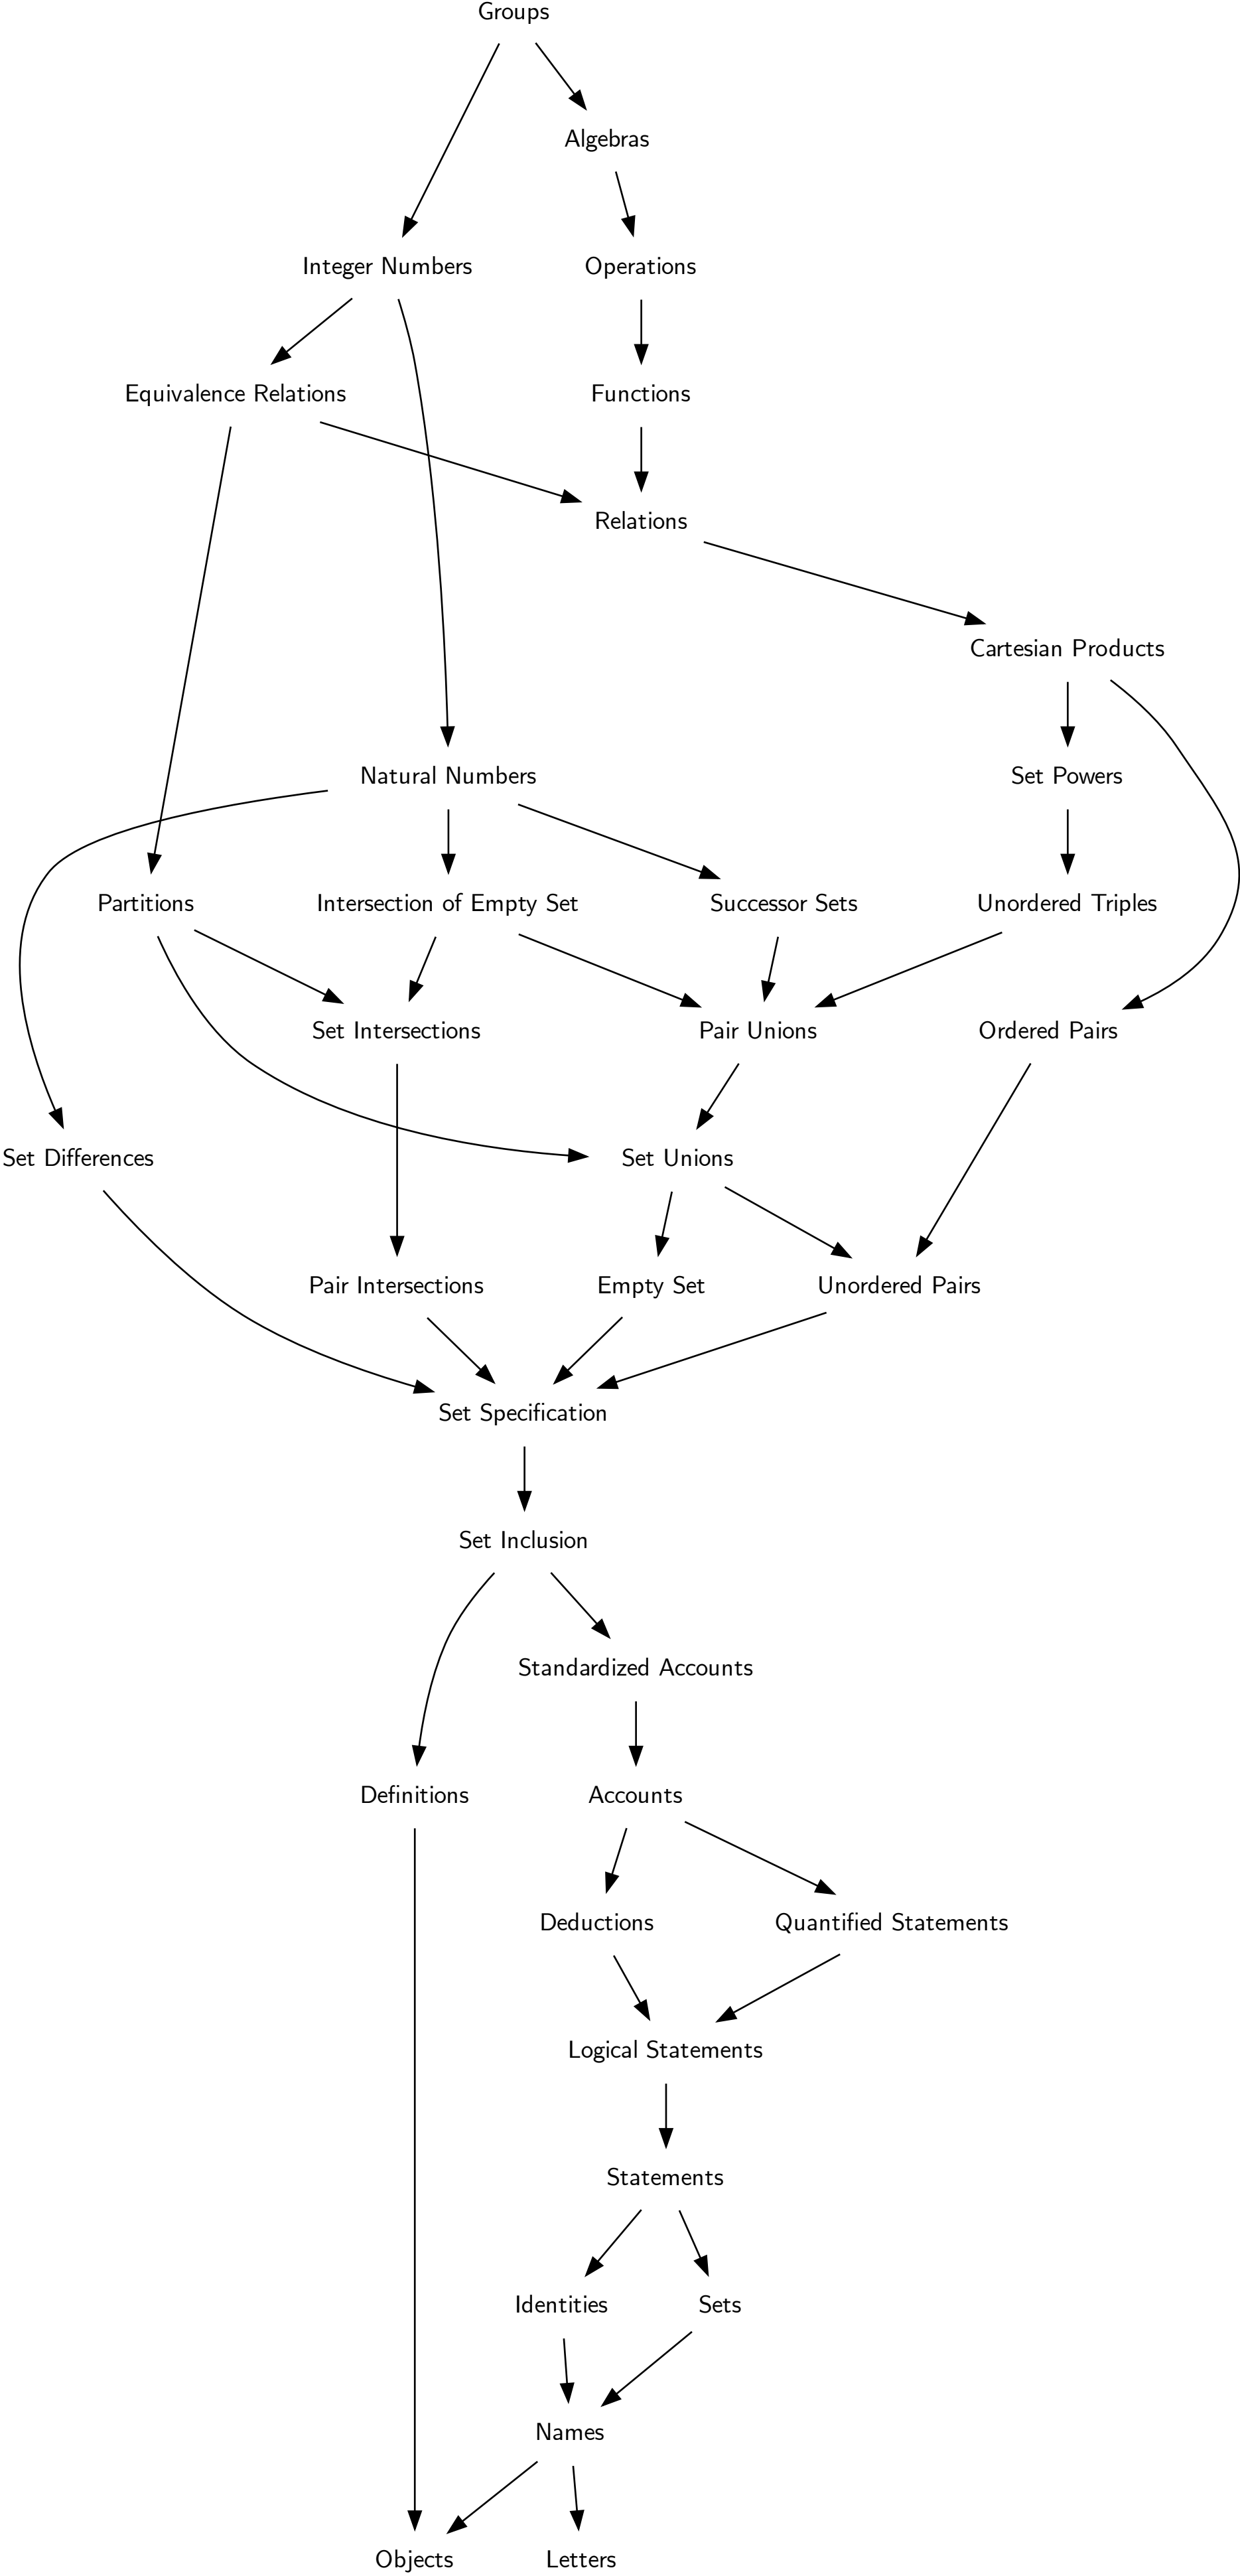 Groups
Algebras
Integer Numbers
Operations
Equivalence Relations
Functions
Relations
Cartesian Products
Natural Numbers
Set Powers
Partitions
Intersection of Empty Set
Successor Sets
Unordered Triples
Set Intersections
Pair Unions
Ordered Pairs
Set Differences
Set Unions
Pair Intersections
Empty Set
Unordered Pairs
Set Specification
Set Inclusion
Standardized Accounts
Definitions
Accounts
Deductions
Quantified Statements
Logical Statements
Statements
Identities
Sets
Names
Objects
Letters